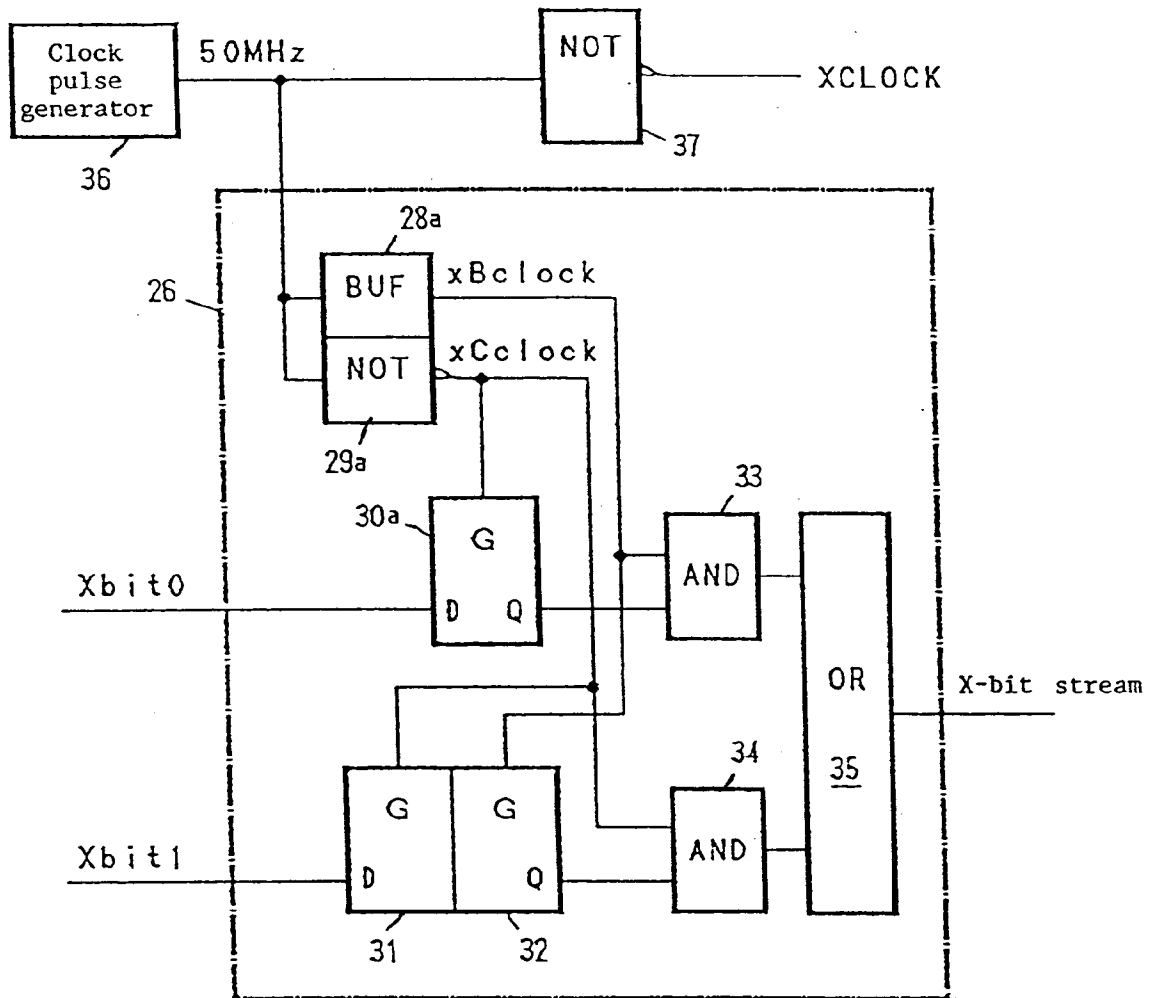 Clock
pulse
generator
36
50MHz
NOT
37
XCLOCK
26
28a
BUF
xBclock
NOT
xCclock
29a
30a
G
D Q
Xbit0
33
AND
OR
35
X-bit stream
34
AND
G G
D Q
Xbit1
31 32